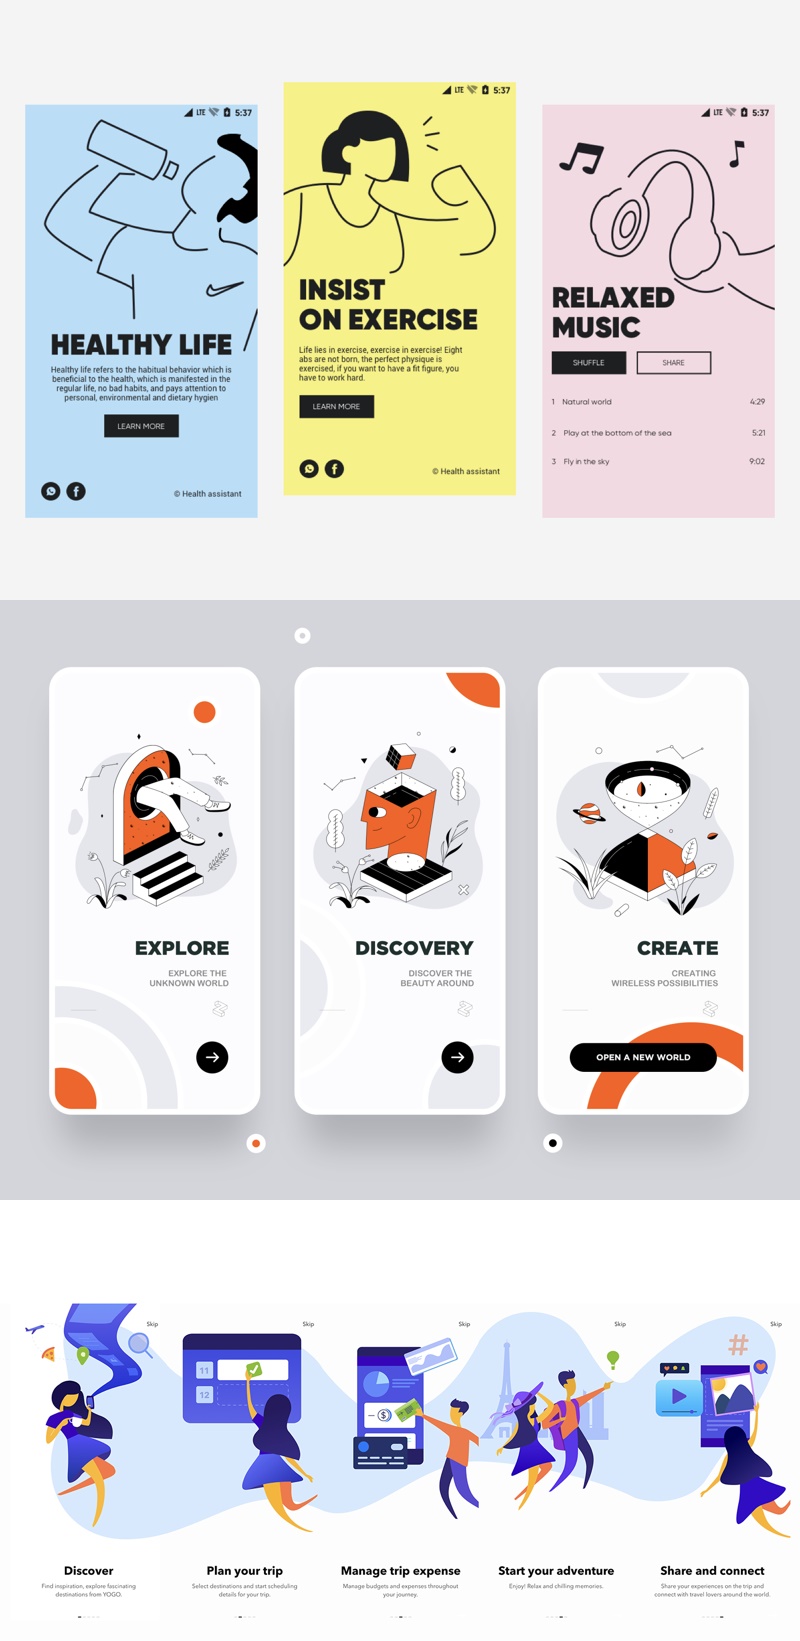 LTE 5:37
HEALTHY LIFE
Healthy life refers to the habitual behavior which is
beneficial to the health, which is manifested in the
regular life, no bad habits, and pays attention to
personal, environmental and dietary hygien
LEARN MORE
© Health assistant
LTE 5:37
INSIST
ON EXERCISE
Life lies in exercise, exercise in exercise! Eight
abs are not born, the perfect physique is
exercised, if you want to have a fit figure, you
have to work hard.
LEARN MORE
© Health assistant
LTE 5:37
RELAXED
MUSIC
SHUFFLE
SHARE
1 Natural world 4:29
2 Play at the bottom of the sea 5:21
3 Fly in the sky 9:02
EXPLORE
EXPLORE THE
UNKNOWN WORLD
DISCOVERY
DISCOVER THE
BEAUTY AROUND
CREATE
CREATING
WIRELESS POSSIBILITIES
OPEN A NEW WORLD
Skip
Discover
Find inspiration, explore fascinating
destinations from YOGO.
Skip
11
12
Plan your trip
Select destinations and start scheduling
details for your trip.
Skip
$
Manage trip expense
Manage budgets and expenses throughout
your journey.
Skip
Start your adventure
Enjoy! Relax and chilling memories.
Skip
#
Share and connect
Share your experiences on the trip and
connect with travel lovers around the world.